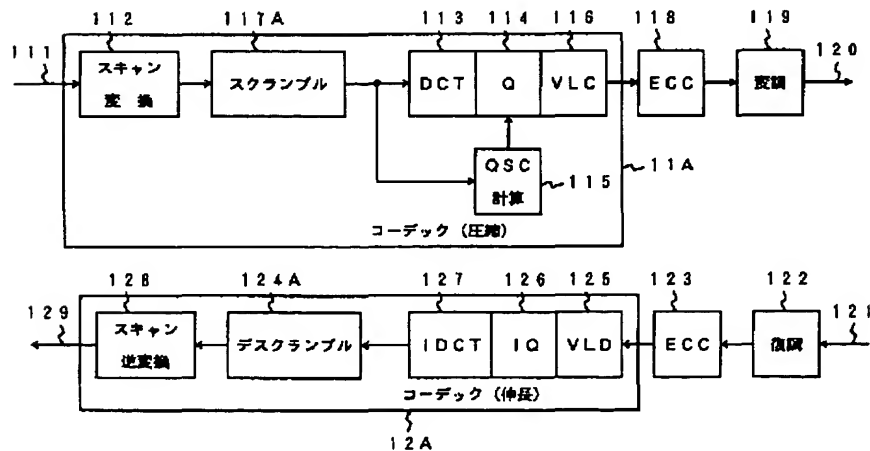 112 117A 113 114 116 118 119
111 120
スキャン
変換
スクランブル
DCT Q VLC ECC 変調
QSC
計算
115 11A
コーデック (圧縮)
128 124A 127 126 125 123 122
129 121
スキャン
逆変換
デスクランブル
IDCT IQ VLD ECC 復調
コーデック (伸長)
12A